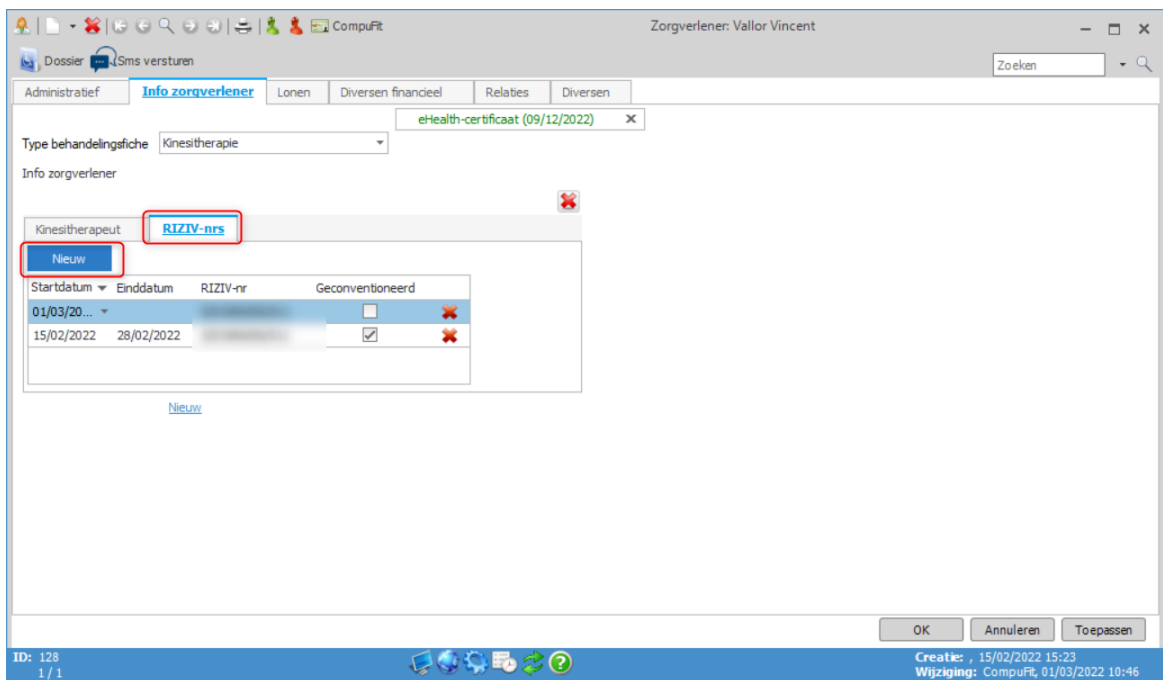 CompuFit
Zorgverlener: Vallor Vincent
Dossier
Sms versturen
Zoeken
Administratief
Info zorgverlener
Lonen
Diversen financieel
Relaties
Diversen
eHealth-certificaat (09/12/2022)
Type behandelingsfiche
Kinesitherapie
Info zorgverlener
Kinesitherapeut
RIZIV-nrs
Nieuw
Startdatum Einddatum RIZIV-nr Geconventioneerd
01/03/20...
15/02/2022 28/02/2022
Nieuw
OK
Annuleren
Toepassen
ID: 128
1 / 1
Creatie: , 15/02/2022 15:23
Wijziging: CompuFit, 01/03/2022 10:46